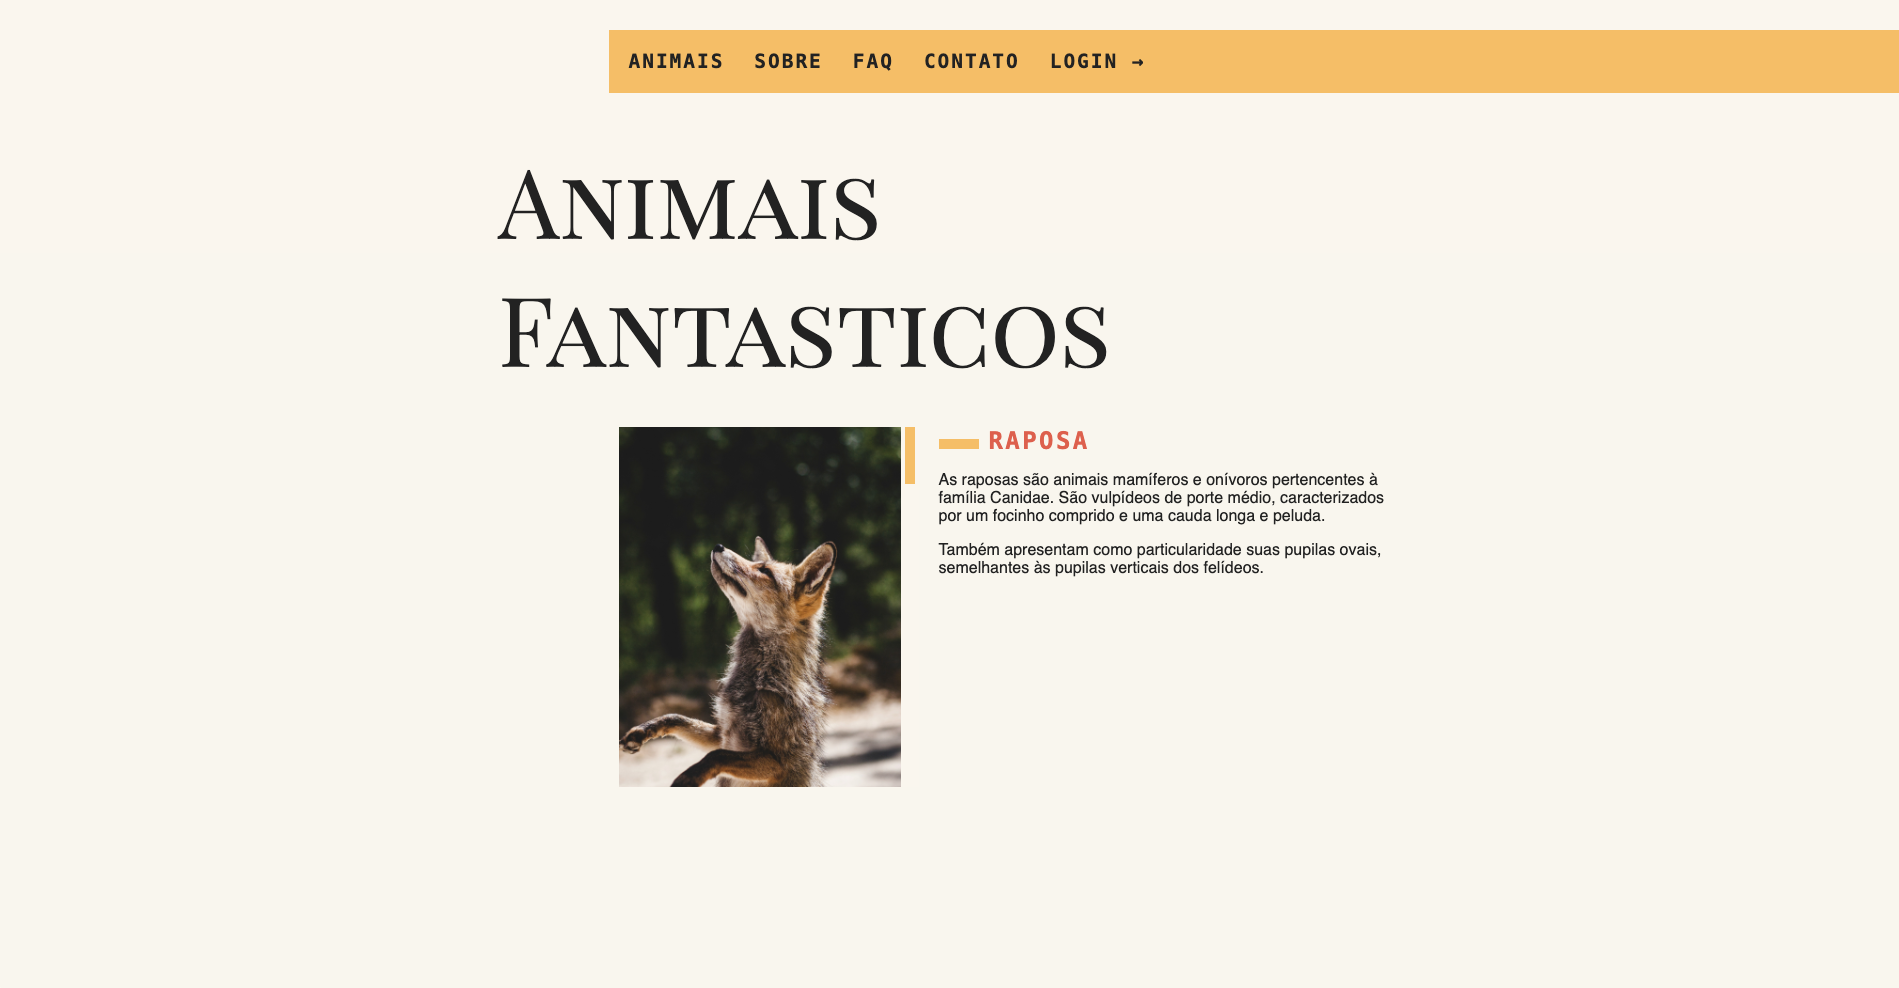 ANIMAIS SOBRE FAQ CONTATO LOGIN →
ANIMAIS
FANTASTICOS
RAPOSA
As raposas são animais mamíferos e onívoros pertencentes à
família Canidae. São vulpídeos de porte médio, caracterizados
por um focinho comprido e uma cauda longa e peluda.
Também apresentam como particularidade suas pupilas ovais,
semelhantes às pupilas verticais dos felídeos.